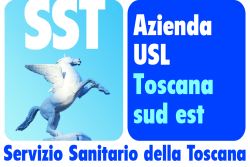 SST
Azienda
USL
Toscana
sud est
Servizio Sanitario della Toscana